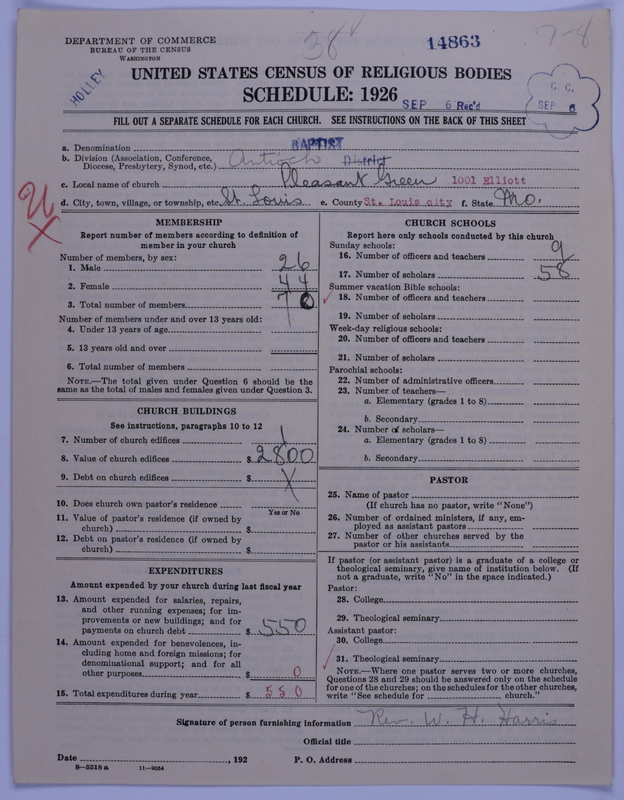 DEPARTMENT OF COMMERCE
BUREAU OF THE CENSUS
WASHINGTON
HOLLEY
14863
7-8
UNITED STATES CENSUS OF RELIGIOUS BODIES
SCHEDULE: 1926
SEP 6 Rec'd
C. C.
SEP 6
FILL OUT A SEPARATE SCHEDULE FOR EACH CHURCH. SEE INSTRUCTIONS ON THE BACK OF THIS SHEET
a. Denomination BAPTIST
b. Division (Association, Conference, Diocese, Presbytery, Synod, etc.) Antioch District
c. Local name of church Pleasant Green 1001 Elliott
d. City, town, village, or township, etc. St. Louis e. County St. Louis city f. State Mo.
MEMBERSHIP
Report number of members according to definition of
member in your church
Number of members, by sex:
1. Male 26
2. Female 44
3. Total number of members 70
Number of members under and over 13 years old:
4. Under 13 years of age
5. 13 years old and over
6. Total number of members
NOTE.—The total given under Question 6 should be the
same as the total of males and females given under Question 3.
CHURCH BUILDINGS
See instructions, paragraphs 10 to 12
7. Number of church edifices 1
8. Value of church edifices $ 2800
9. Debt on church edifices $ X
10. Does church own pastor's residence
Yes or No
11. Value of pastor's residence (if owned by
church) $
12. Debt on pastor's residence (if owned by
church) $
EXPENDITURES
Amount expended by your church during last fiscal year
13. Amount expended for salaries, repairs,
and other running expenses; for im-
provements or new buildings; and for
payments on church debt $ 550
14. Amount expended for benevolences, in-
cluding home and foreign missions; for
denominational support; and for all
other purposes $ 0
15. Total expenditures during year $ 550
CHURCH SCHOOLS
Report here only schools conducted by this church
Sunday schools:
16. Number of officers and teachers 9
17. Number of scholars 58
Summer vacation Bible schools:
18. Number of officers and teachers
19. Number of scholars
Week-day religious schools:
20. Number of officers and teachers
21. Number of scholars
Parochial schools:
22. Number of administrative officers
23. Number of teachers—
a. Elementary (grades 1 to 8)
b. Secondary
24. Number of scholars—
a. Elementary (grades 1 to 8)
b. Secondary
PASTOR
25. Name of pastor
(If church has no pastor, write "None")
26. Number of ordained ministers, if any, em-
ployed as assistant pastors
27. Number of other churches served by the
pastor or his assistants
If pastor (or assistant pastor) is a graduate of a college or
theological seminary, give name of institution below. (If
not a graduate, write "No" in the space indicated.)
Pastor:
28. College
29. Theological seminary
Assistant pastor:
30. College
31. Theological seminary
NOTE.—Where one pastor serves two or more churches,
Questions 28 and 29 should be answered only on the schedule
for one of the churches; on the schedules for the other churches,
write "See schedule for church."
Signature of person furnishing information Rev. W. H. Harris
Official title
Date , 192 P. O. Address
8—5518 a 11—9554